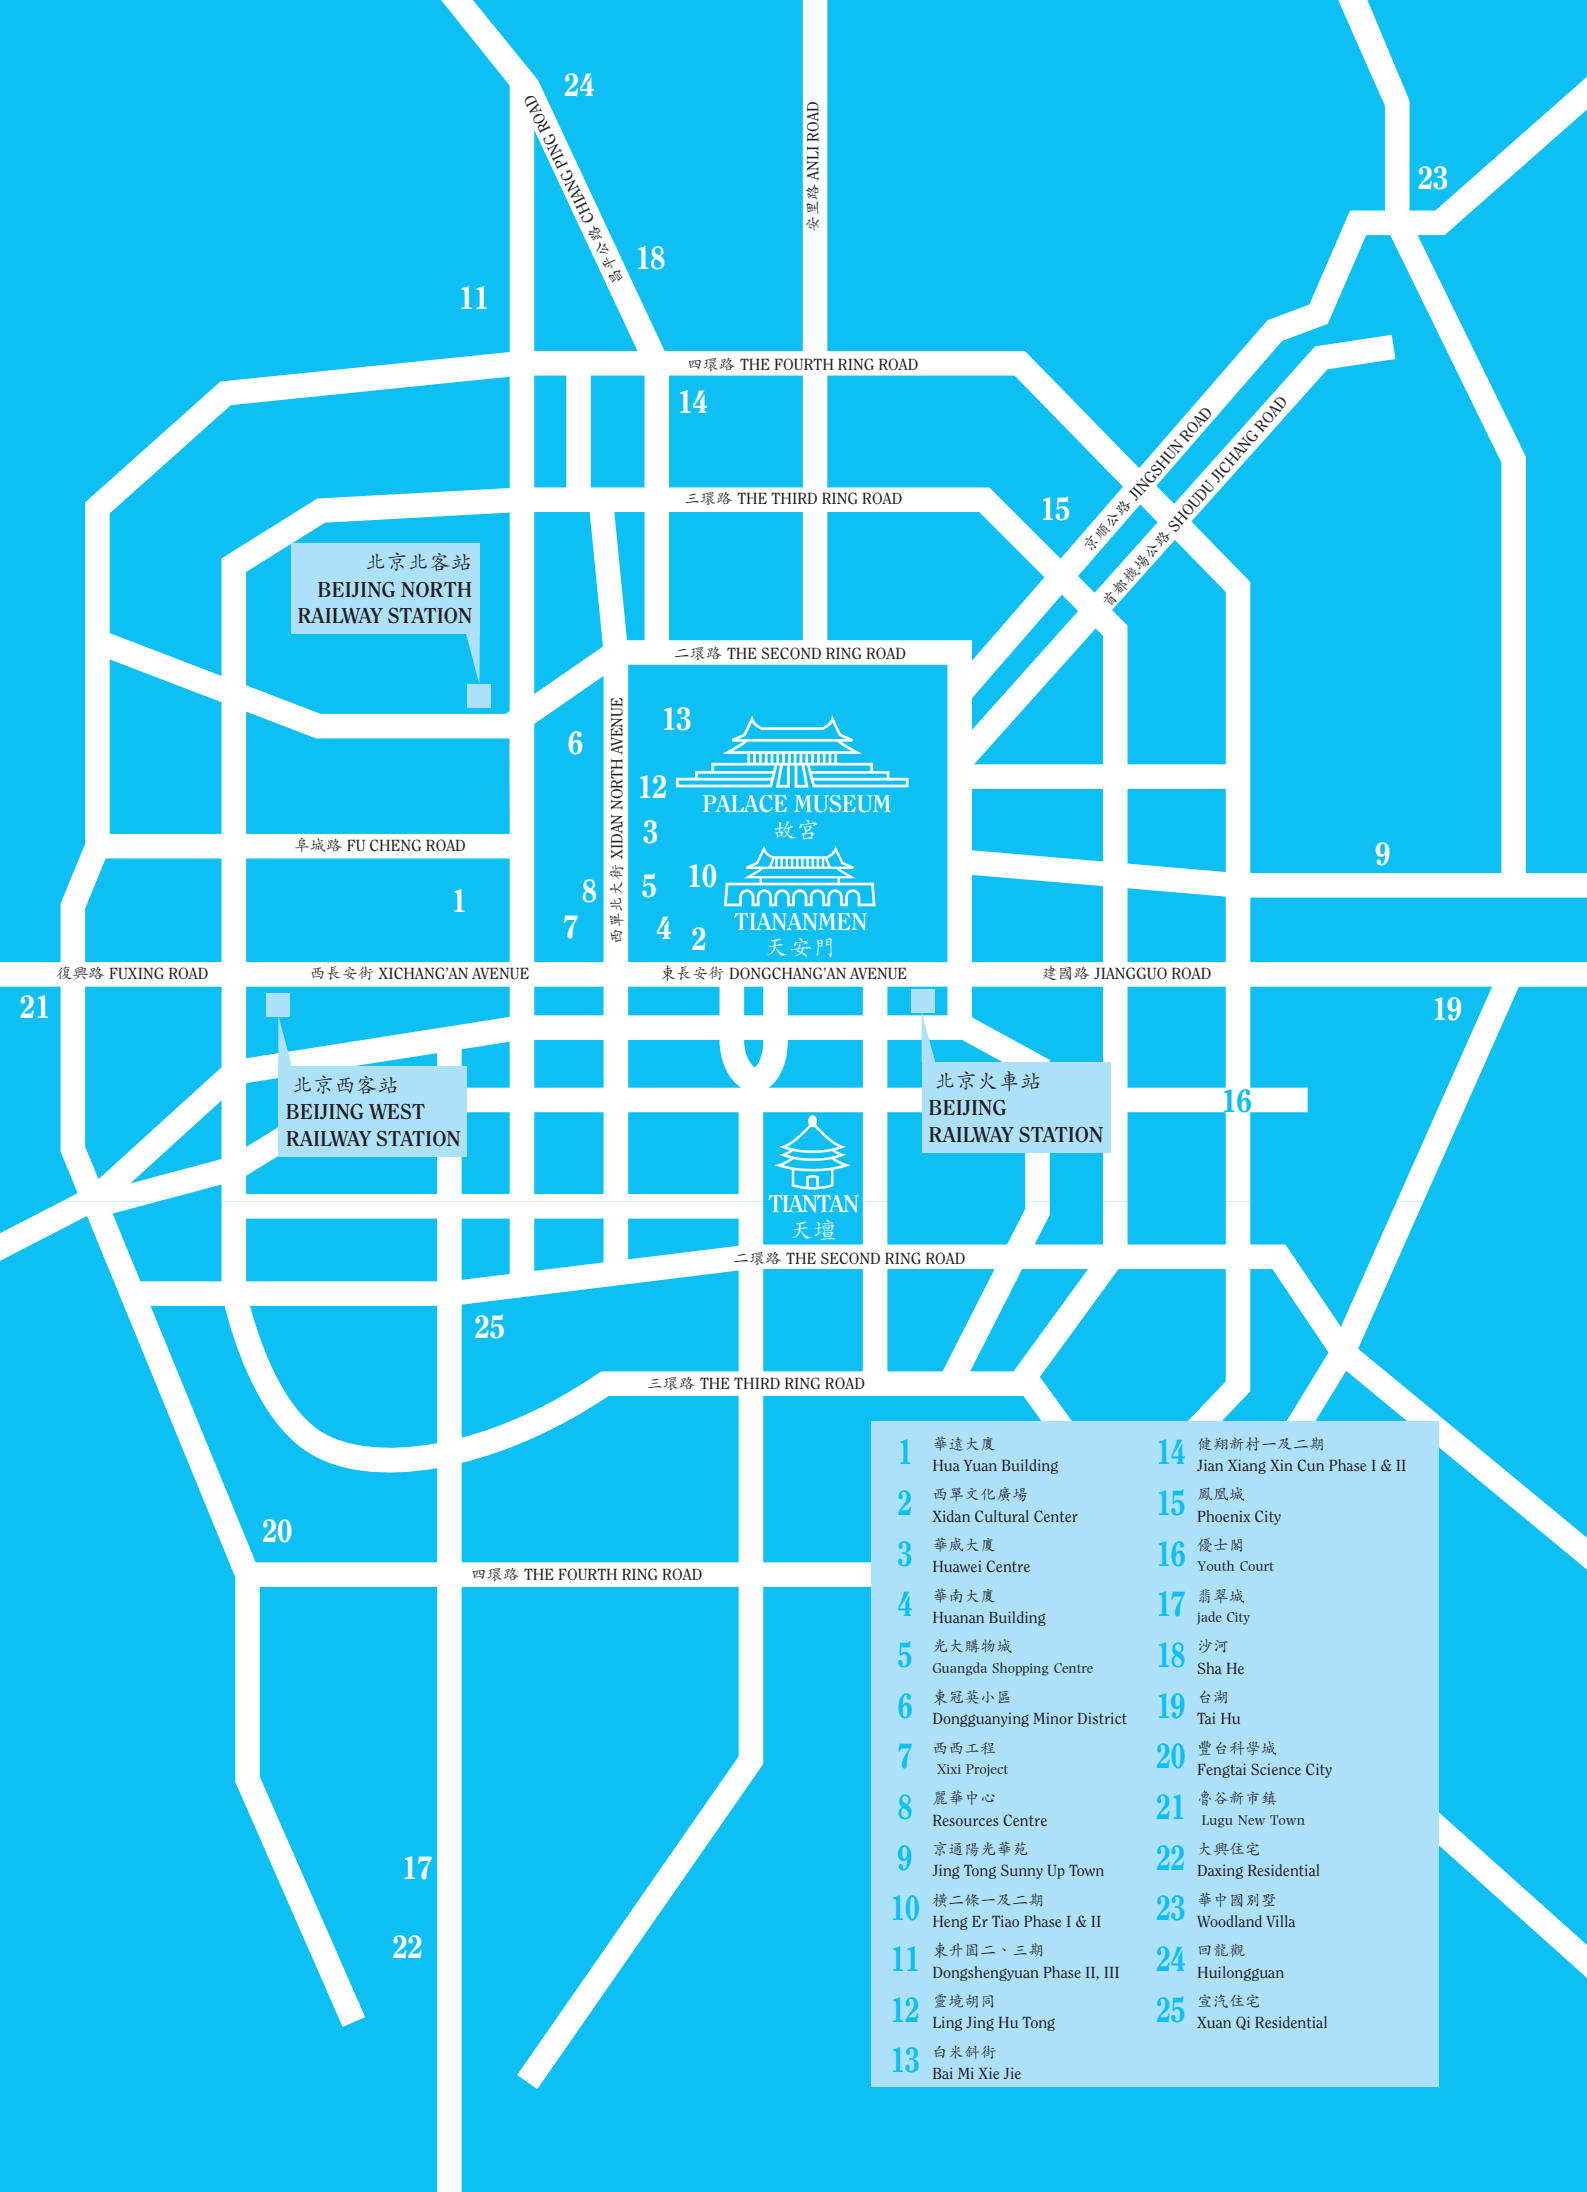 24
昌平公路 CHIANG PING ROAD
安里路 ANLI ROAD
23
18
11
四環路 THE FOURTH RING ROAD
14
三環路 THE THIRD RING ROAD
15
京順公路 JINGSHUN ROAD
首都機場公路 SHOUDU JICHANG ROAD
北京北客站
BEIJING NORTH
RAILWAY STATION
二環路 THE SECOND RING ROAD
西單北大街 XIDAN NORTH AVENUE
13
6
12
PALACE MUSEUM
故宮
3
阜城路 FU CHENG ROAD
9
10
5
8
1
TIANANMEN
天安門
7
4
2
復興路 FUXING ROAD
西長安街 XICHANG'AN AVENUE
東長安街 DONGCHANG'AN AVENUE
建國路 JIANGGUO ROAD
21
19
北京西客站
BEIJING WEST
RAILWAY STATION
北京火車站
BEIJING
RAILWAY STATION
16
TIANTAN
天壇
二環路 THE SECOND RING ROAD
25
三環路 THE THIRD RING ROAD
20
四環路 THE FOURTH RING ROAD
17
22
1 華遠大廈
Hua Yuan Building
2 西單文化廣場
Xidan Cultural Center
3 華威大廈
Huawei Centre
4 華南大廈
Huanan Building
5 光大購物城
Guangda Shopping Centre
6 東冠英小區
Dongguanying Minor District
7 西西工程
Xixi Project
8 麗華中心
Resources Centre
9 京通陽光華苑
Jing Tong Sunny Up Town
10 橫二條一及二期
Heng Er Tiao Phase I & II
11 東升園二、三期
Dongshengyuan Phase II, III
12 靈境胡同
Ling Jing Hu Tong
13 白米斜街
Bai Mi Xie Jie
14 健翔新村一及二期
Jian Xiang Xin Cun Phase I & II
15 鳳凰城
Phoenix City
16 優士閣
Youth Court
17 翡翠城
jade City
18 沙河
Sha He
19 台湖
Tai Hu
20 豐台科學城
Fengtai Science City
21 魯谷新市鎮
Lugu New Town
22 大興住宅
Daxing Residential
23 華中國別墅
Woodland Villa
24 回龍觀
Huilongguan
25 宣汽住宅
Xuan Qi Residential